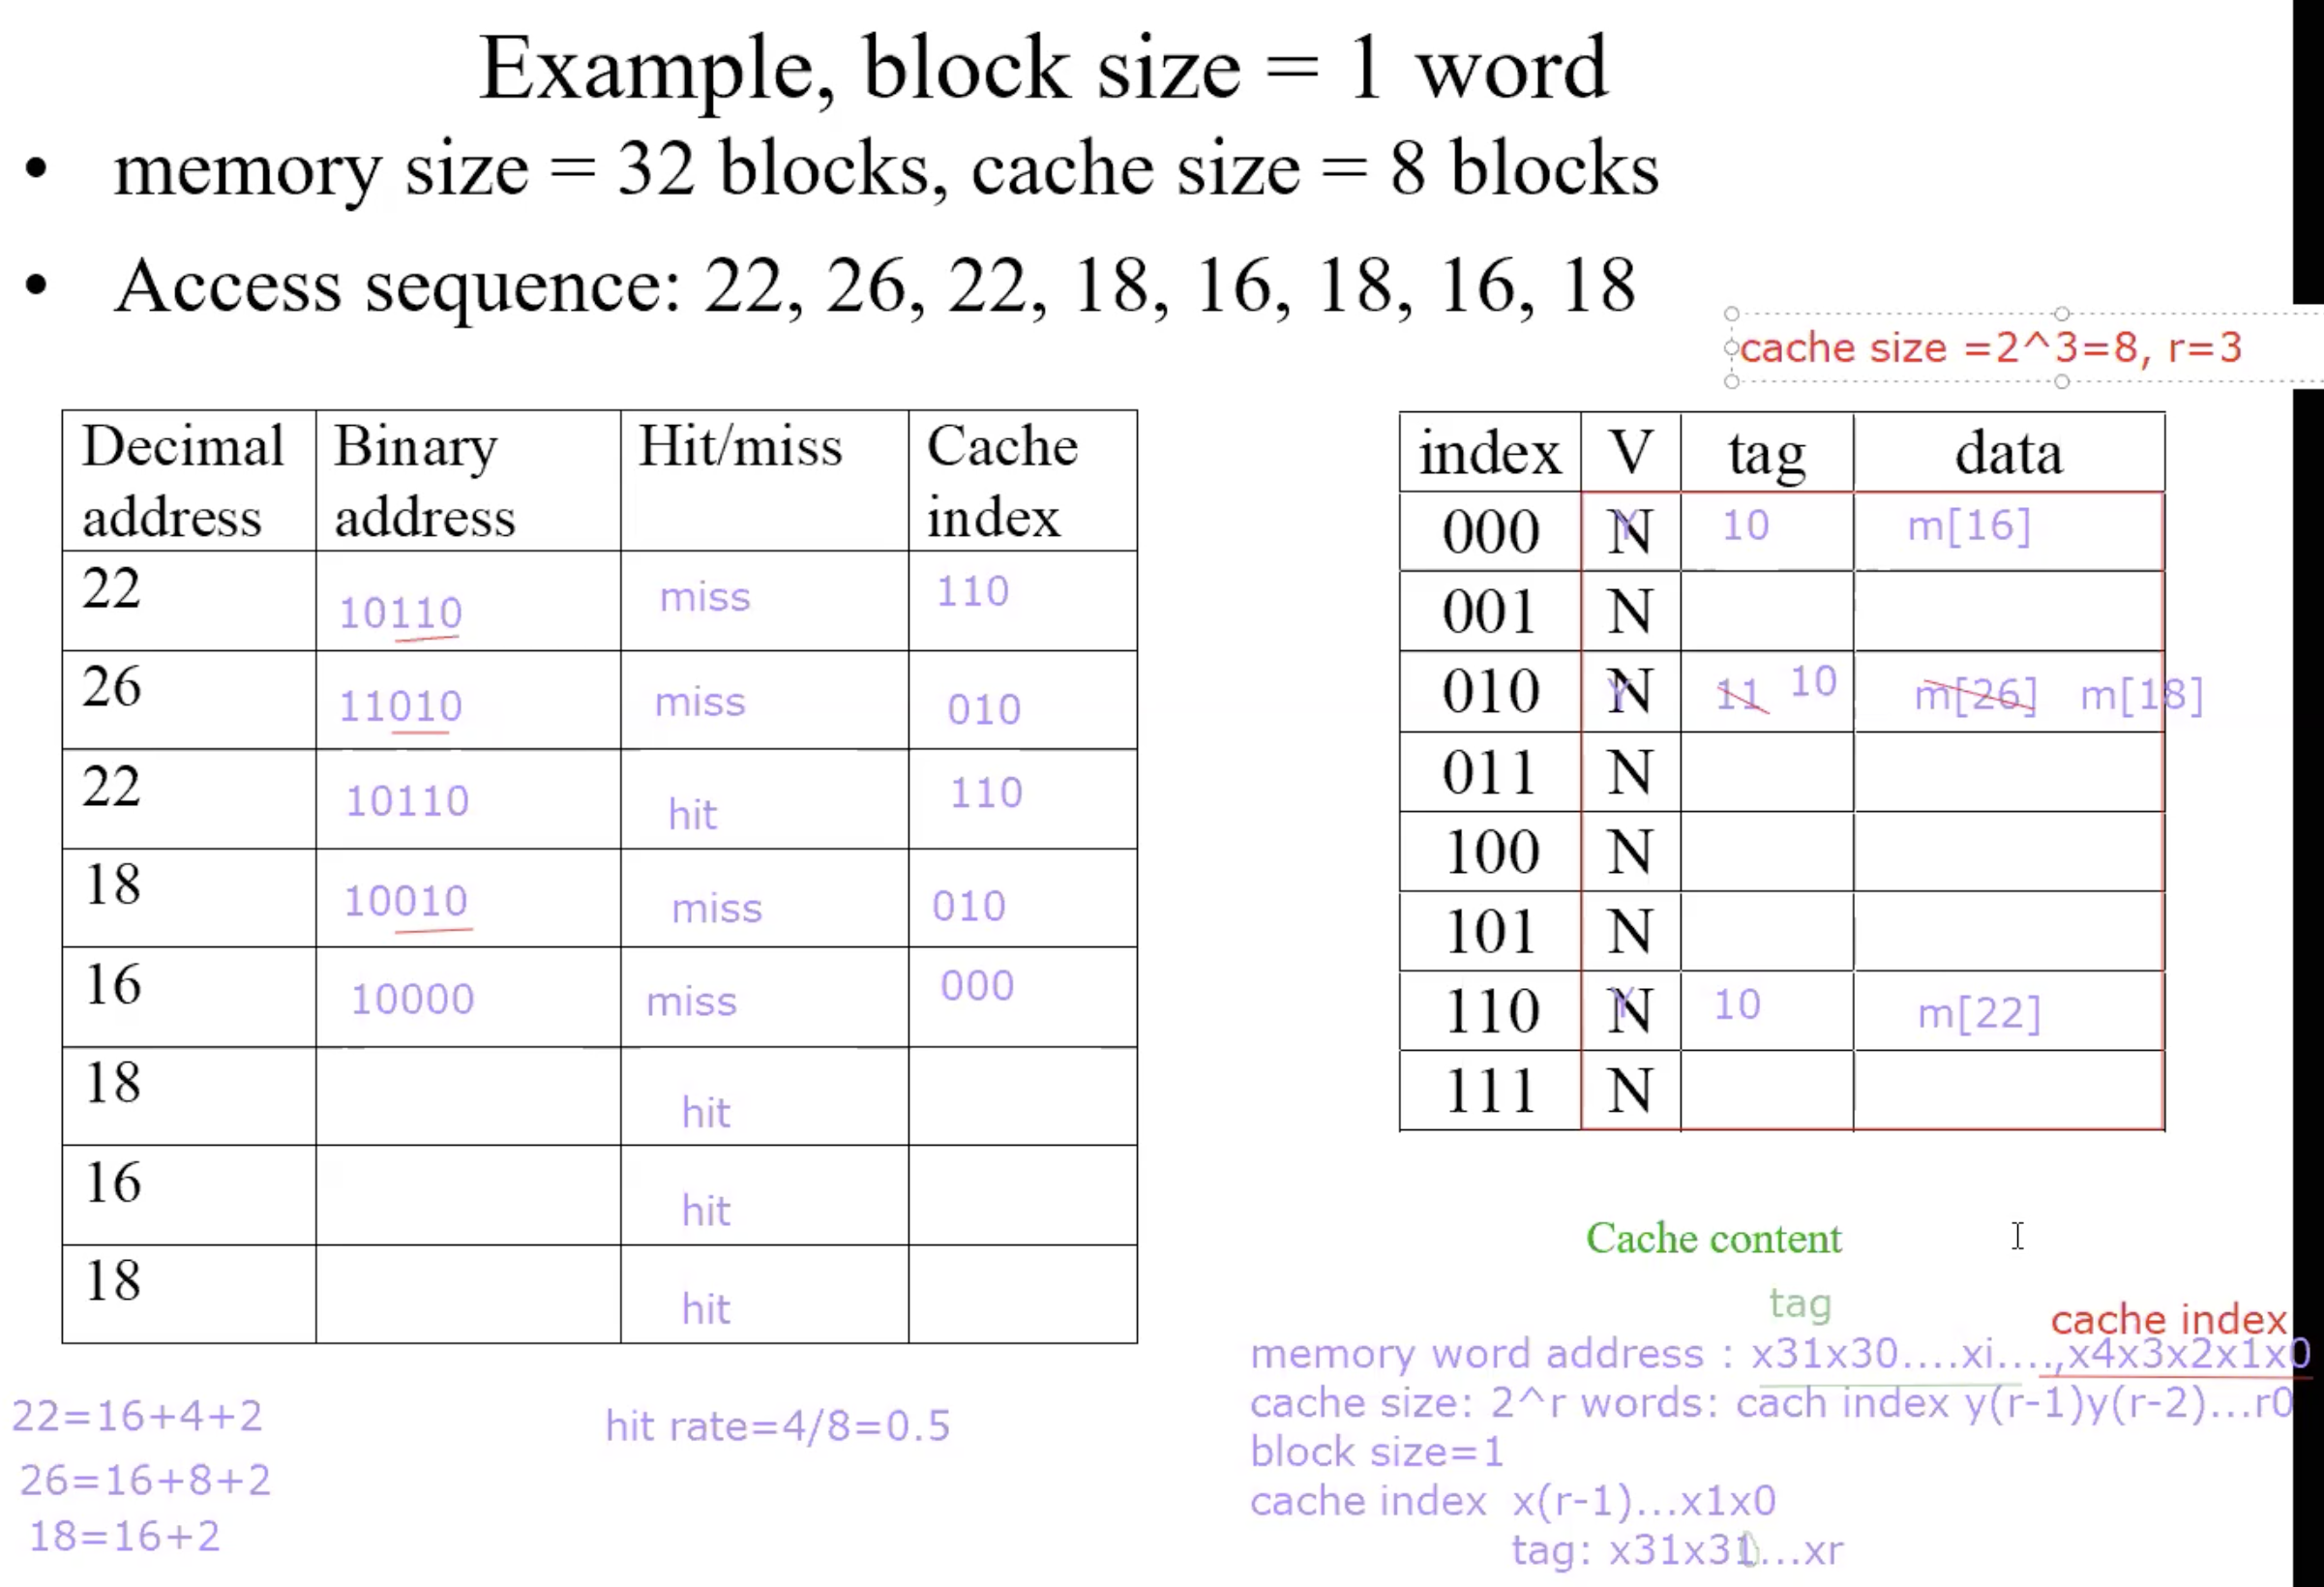 Example, block size = 1 word
• memory size = 32 blocks, cache size = 8 blocks
• Access sequence: 22, 26, 22, 18, 16, 18, 16, 18
cache size =2^3=8, r=3
Decimal address Binary address Hit/miss Cache index
22 10110 miss 110
26 11010 miss 010
22 10110 hit 110
18 10010 miss 010
16 10000 miss 000
18 hit
16 hit
18 hit
22=16+4+2
26=16+8+2
18=16+2
hit rate=4/8=0.5
index V tag data
000 N Y 10 m[16]
001 N
010 N Y 11 10 m[26] m[18]
011 N
100 N
101 N
110 N Y 10 m[22]
111 N
Cache content
tag
cache index
memory word address : x31x30....xi....,x4x3x2x1x0
cache size: 2^r words: cach index y(r-1)y(r-2)...r0
block size=1
cache index x(r-1)...x1x0
tag: x31x31...xr